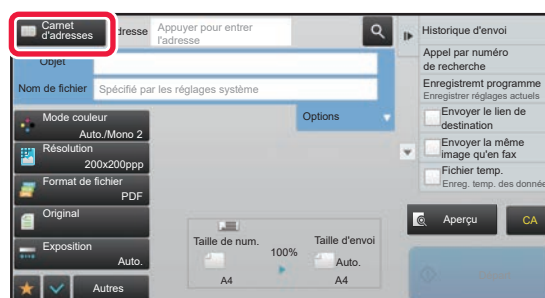 Carnet
d'adresses
dresse
Appuyer pour entrer
l'adresse
Objet
Nom de fichier
Spécifié par les réglages système
Mode couleur
Auto./Mono 2
Résolution
200x200ppp
Format de fichier
PDF
Original
Exposition
Auto.
Autres
Options
Taille de num.
A4
100%
Taille d'envoi
Auto.
A4
Historique d'envoi
Appel par numéro
de recherche
Enregistremt programme
Enregistrer réglages actuels
Envoyer le lien de
destination
Envoyer la même
image qu'en fax
Fichier temp.
Enreg. temp. des donnée
Aperçu
CA